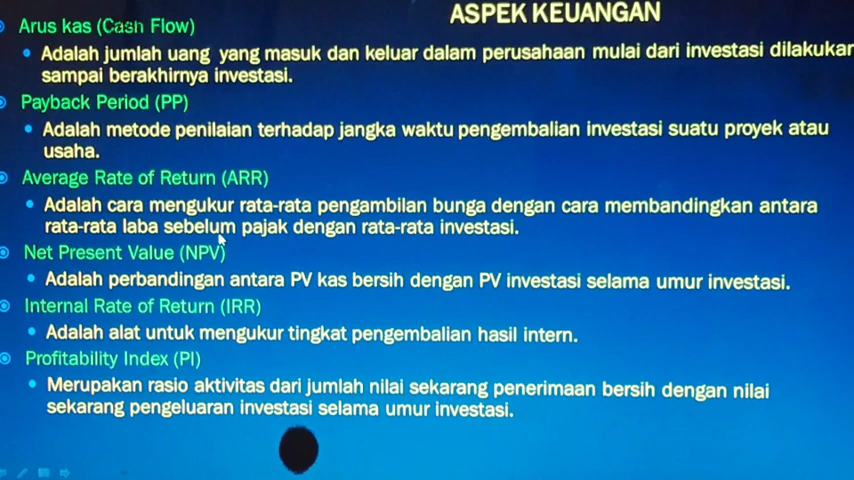 ASPEK KEUANGAN
Arus kas (Cash Flow)
Adalah jumlah uang yang masuk dan keluar dalam perusahaan mulai dari investasi dilakukan
sampai berakhirnya investasi.
Payback Period (PP)
Adalah metode penilaian terhadap jangka waktu pengembalian investasi suatu proyek atau
usaha.
Average Rate of Return (ARR)
Adalah cara mengukur rata-rata pengambilan bunga dengan cara membandingkan antara
rata-rata laba sebelum pajak dengan rata-rata investasi.
Net Present Value (NPV)
Adalah perbandingan antara PV kas bersih dengan PV investasi selama umur investasi.
Internal Rate of Return (IRR)
Adalah alat untuk mengukur tingkat pengembalian hasil intern.
Profitability Index (PI)
Merupakan rasio aktivitas dari jumlah nilai sekarang penerimaan bersih dengan nilai
sekarang pengeluaran investasi selama umur investasi.